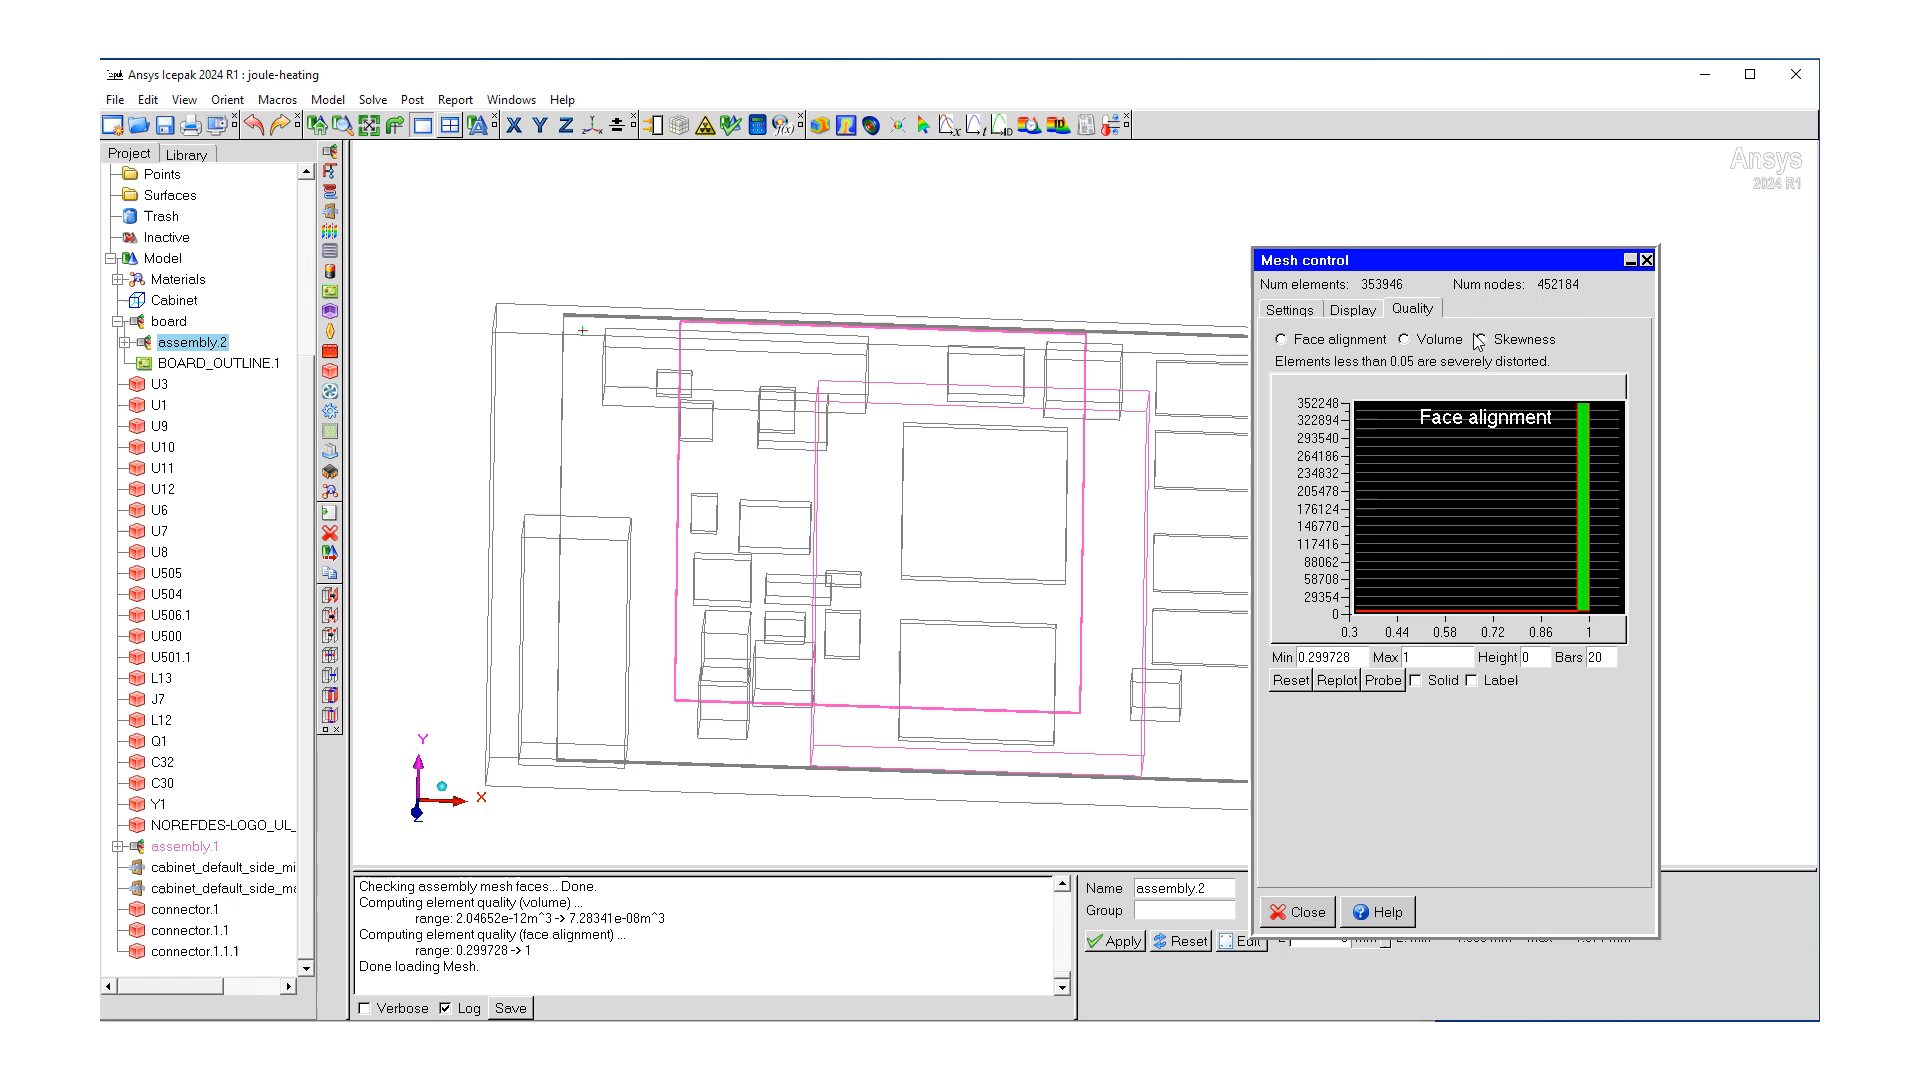 Ansys Icepak 2024 R1 : joule-heating
File Edit View Orient Macros Model Solve Post Report Windows Help
Project Library
Points
Surfaces
Trash
Inactive
Model
Materials
Cabinet
board
assembly.2
BOARD_OUTLINE.1
U3
U1
U9
U10
U11
U12
U6
U7
U8
U505
U504
U506.1
U500
U501.1
L13
J7
L12
Q1
C32
C30
Y1
NOREFDES-LOGO_UL_
assembly.1
cabinet_default_side_mi
cabinet_default_side_ma
connector.1
connector.1.1
connector.1.1.1
Ansys
2024 R1
Y
X
Z
Mesh control
Num elements: 353946 Num nodes: 452184
Settings Display Quality
Face alignment Volume Skewness
Elements less than 0.05 are severely distorted.
Face alignment
352248
322894
293540
264186
234832
205478
176124
146770
117416
88062
58708
29354
0
0.3 0.44 0.58 0.72 0.86 1
Min 0.299728 Max 1 Height 0 Bars 20
Reset Replot Probe Solid Label
Close Help
Checking assembly mesh faces... Done.
Computing element quality (volume) ...
range: 2.04652e-12m^3 -> 7.28341e-08m^3
Computing element quality (face alignment) ...
range: 0.299728 -> 1
Done loading Mesh.
Verbose Log Save
Name assembly.2
Group
Apply Reset Edit